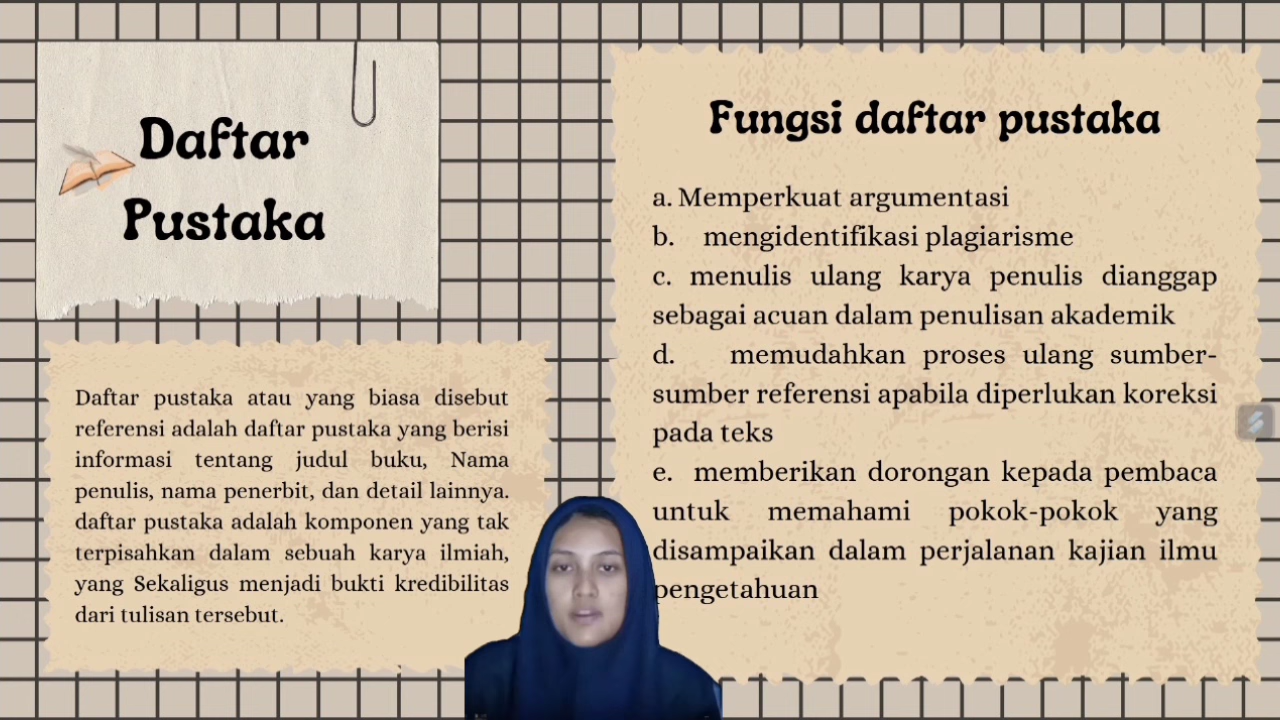 Daftar
Pustaka
Daftar pustaka atau yang biasa disebut
referensi adalah daftar pustaka yang berisi
informasi tentang judul buku, Nama
penulis, nama penerbit, dan detail lainnya.
daftar pustaka adalah komponen yang tak
terpisahkan dalam sebuah karya ilmiah,
yang Sekaligus menjadi bukti kredibilitas
dari tulisan tersebut.
Fungsi daftar pustaka
a. Memperkuat argumentasi
b. mengidentifikasi plagiarisme
c. menulis ulang karya penulis dianggap
sebagai acuan dalam penulisan akademik
d. memudahkan proses ulang sumber-
sumber referensi apabila diperlukan koreksi
pada teks
e. memberikan dorongan kepada pembaca
untuk memahami pokok-pokok yang
disampaikan dalam perjalanan kajian ilmu
pengetahuan